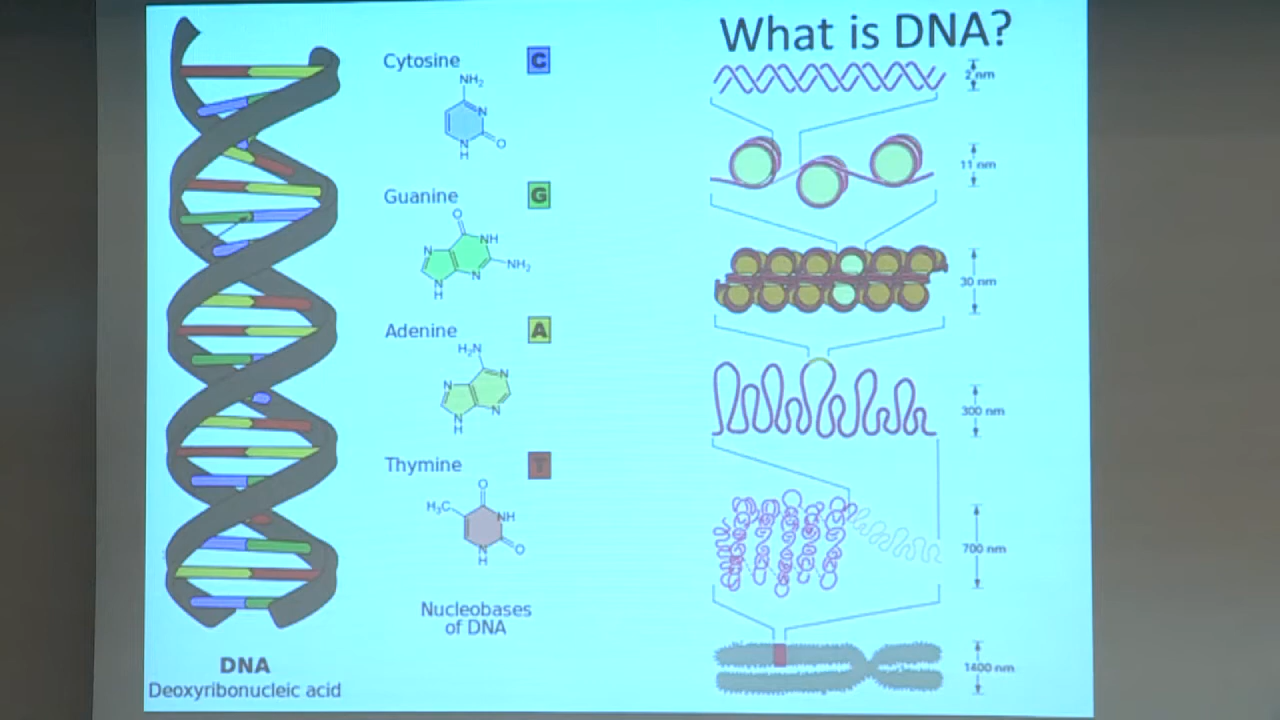 What is DNA?
Cytosine C
NH₂
N
N
H
O
Guanine G
O
N
NH
N
H
N
NH₂
Adenine A
H₂N
N
N
N
H
N
Thymine T
O
H₃C
NH
N
H
O
Nucleobases
of DNA
DNA
Deoxyribonucleic acid
2 nm
11 nm
30 nm
300 nm
700 nm
1400 nm